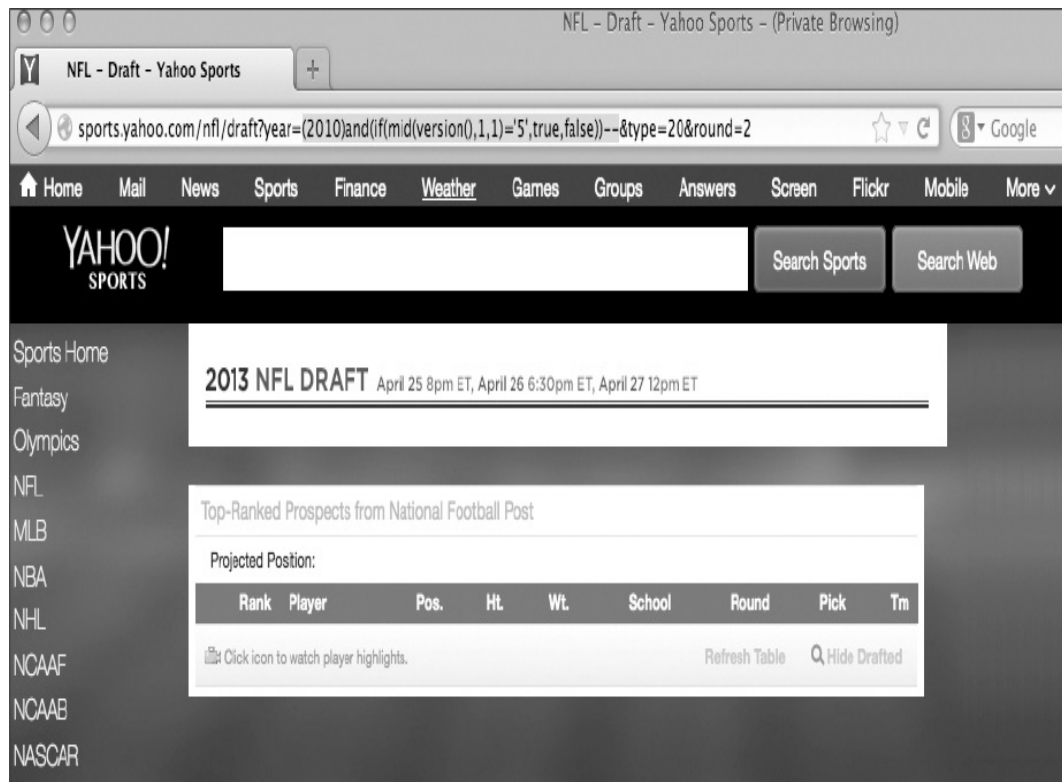 NFL – Draft – Yahoo Sports – (Private Browsing)
Y NFL – Draft – Yahoo Sports +
sports.yahoo.com/nfl/draft?year=(2010)and(if(mid(version(),1,1)='5',true,false))--&type=20&round=2 8 Google
Home Mail News Sports Finance Weather Games Groups Answers Screen Flickr Mobile More
YAHOO!
SPORTS
Search Sports Search Web
Sports Home
Fantasy
Olympics
NFL
MLB
NBA
NHL
NCAAF
NCAAB
NASCAR
2013 NFL DRAFT April 25 8pm ET, April 26 6:30pm ET, April 27 12pm ET
Top-Ranked Prospects from National Football Post
Projected Position:
Rank Player Pos. Ht. Wt. School Round Pick Tm
Click icon to watch player highlights. Refresh Table Hide Drafted